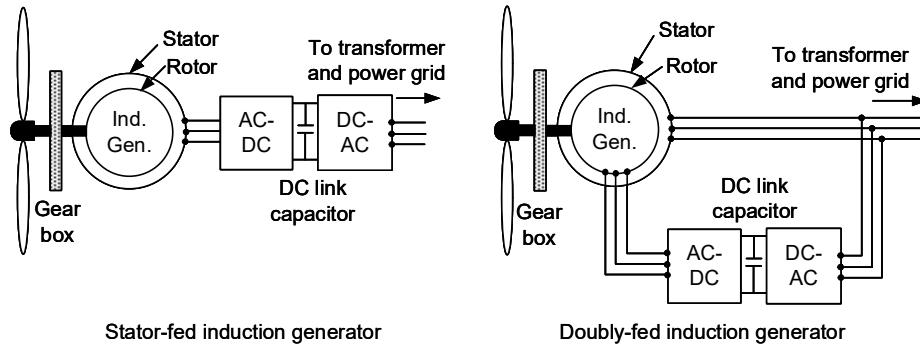 Stator
Rotor
To transformer
and power grid
Ind.
Gen.
AC-
DC
DC-
AC
DC link
capacitor
Gear
box
Stator-fed induction generator
Stator
Rotor
To transformer
and power grid
Ind.
Gen.
DC link
capacitor
Gear
box
AC-
DC
DC-
AC
Doubly-fed induction generator